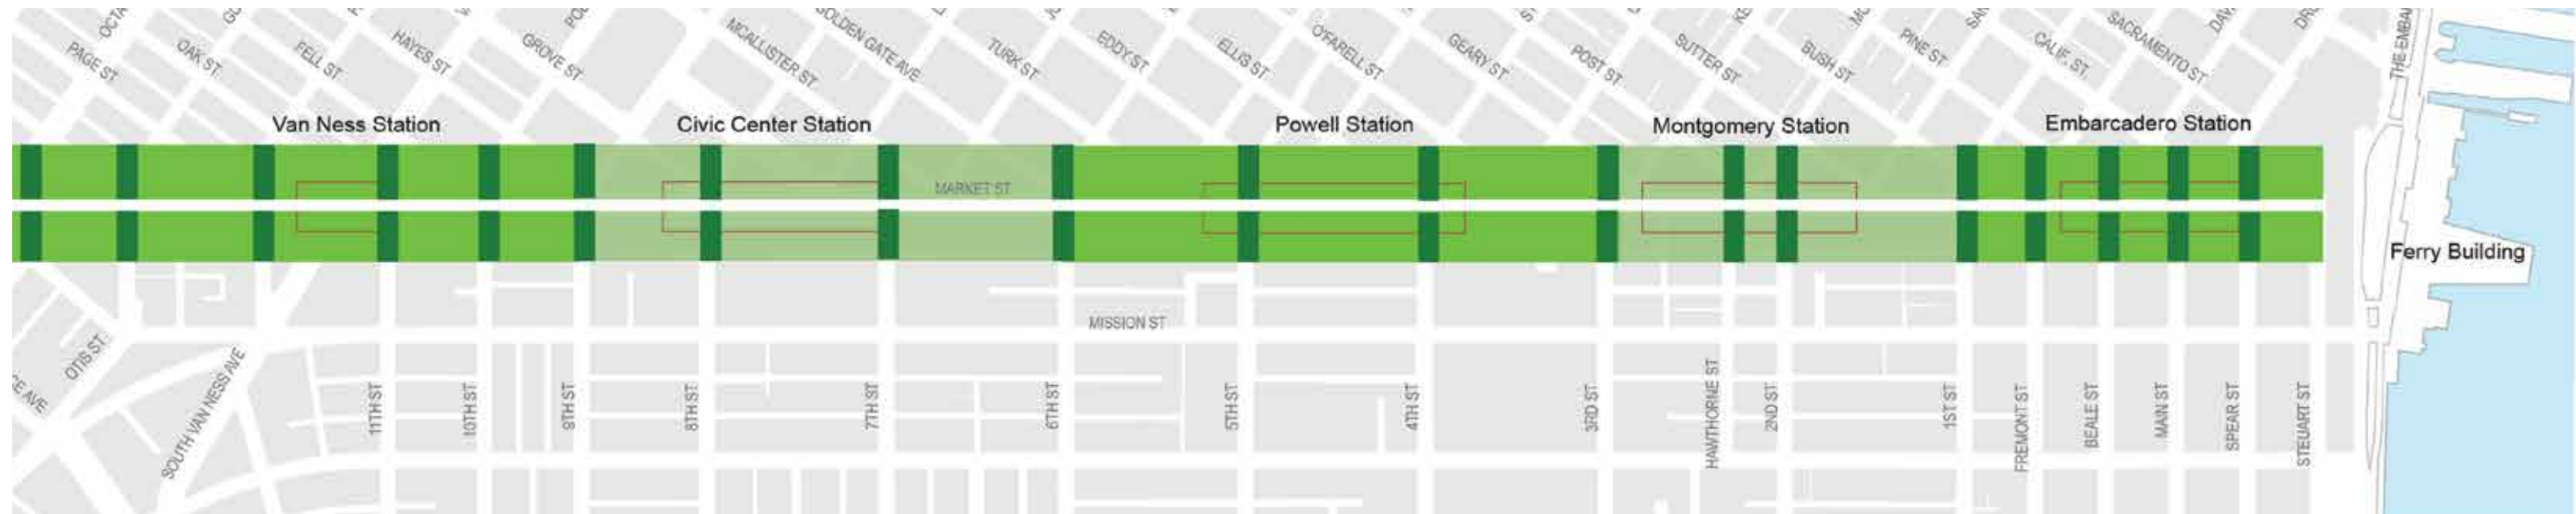 PAGE ST
OAK ST
FELL ST
HAYES ST
GROVE ST
MCALLISTER ST
GOLDEN GATE AVE
TURK ST
EDDY ST
ELLIS ST
O'FARELL ST
GEARY ST
POST ST
SUTTER ST
BUSH ST
PINE ST
CALIF. ST.
SACRAMENTO ST
THE EMBA
Van Ness Station
Civic Center Station
Powell Station
Montgomery Station
Embarcadero Station
MARKET ST
Ferry Building
MISSION ST
OTIS ST
CE AVE
SOUTH VAN NESS AVE
11TH ST
10TH ST
9TH ST
8TH ST
7TH ST
6TH ST
5TH ST
4TH ST
3RD ST
HAWTHORNE ST
2ND ST
1ST ST
FREMONT ST
BEALE ST
MAIN ST
SPEAR ST
STEUART ST